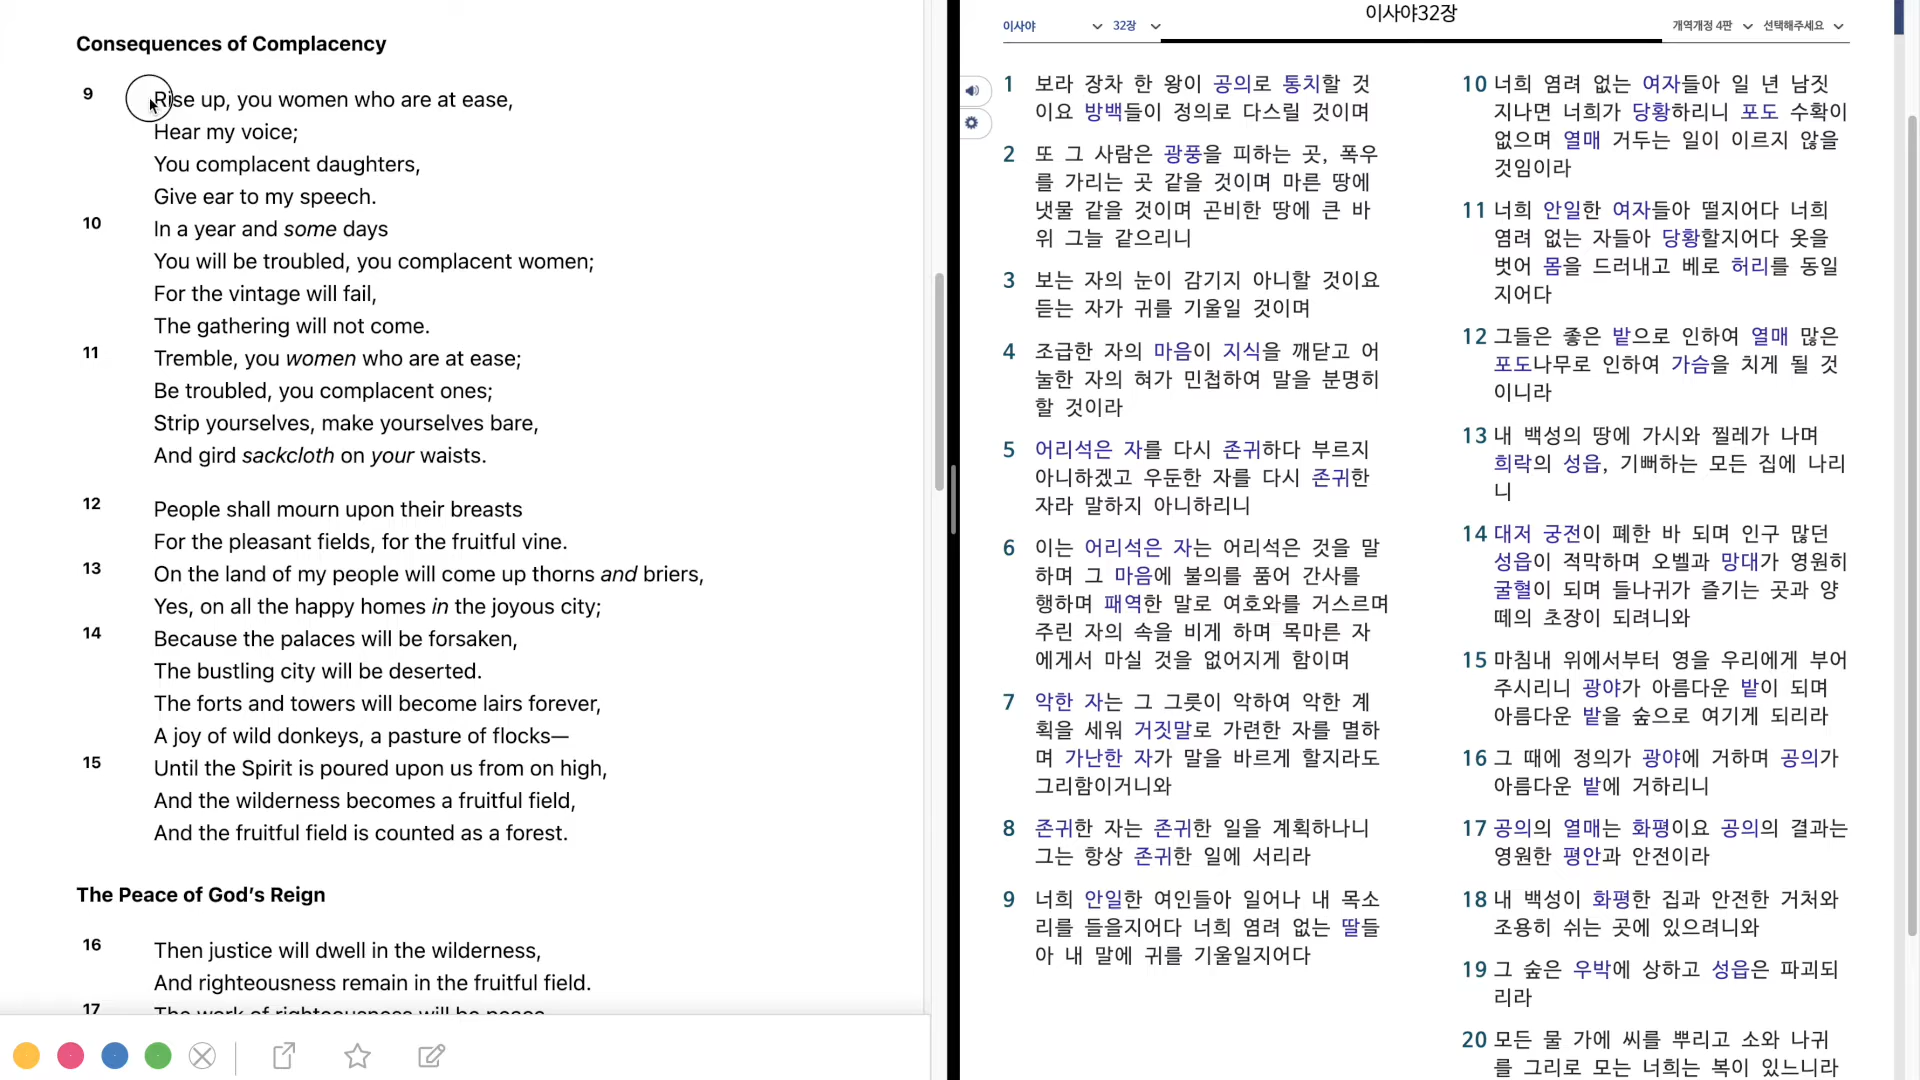 Consequences of Complacency
9 Rise up, you women who are at ease,
Hear my voice;
You complacent daughters,
Give ear to my speech.
10 In a year and some days
You will be troubled, you complacent women;
For the vintage will fail,
The gathering will not come.
11 Tremble, you women who are at ease;
Be troubled, you complacent ones;
Strip yourselves, make yourselves bare,
And gird sackcloth on your waists.
12 People shall mourn upon their breasts
For the pleasant fields, for the fruitful vine.
13 On the land of my people will come up thorns and briers,
Yes, on all the happy homes in the joyous city;
14 Because the palaces will be forsaken,
The bustling city will be deserted.
The forts and towers will become lairs forever,
A joy of wild donkeys, a pasture of flocks—
15 Until the Spirit is poured upon us from on high,
And the wilderness becomes a fruitful field,
And the fruitful field is counted as a forest.
The Peace of God’s Reign
16 Then justice will dwell in the wilderness,
And righteousness remain in the fruitful field.
17 The work of righteousness will be peace,
이사야32장
이사야 32장 개역개정 4판 선택해주세요
1 보라 장차 한 왕이 공의로 통치할 것
이요 방백들이 정의로 다스릴 것이며
2 또 그 사람은 광풍을 피하는 곳, 폭우
를 가리는 곳 같을 것이며 마른 땅에
냇물 같을 것이며 곤비한 땅에 큰 바
위 그늘 같으리니
3 보는 자의 눈이 감기지 아니할 것이요
듣는 자가 귀를 기울일 것이며
4 조급한 자의 마음이 지식을 깨닫고 어
눌한 자의 혀가 민첩하여 말을 분명히
할 것이라
5 어리석은 자를 다시 존귀하다 부르지
아니하겠고 우둔한 자를 다시 존귀한
자라 말하지 아니하리니
6 이는 어리석은 자는 어리석은 것을 말
하며 그 마음에 불의를 품어 간사를
행하며 패역한 말로 여호와를 거스르며
주린 자의 속을 비게 하며 목마른 자
에게서 마실 것을 없어지게 함이며
7 악한 자는 그 그릇이 악하여 악한 계
획을 세워 거짓말로 가련한 자를 멸하
며 가난한 자가 말을 바르게 할지라도
그리함이거니와
8 존귀한 자는 존귀한 일을 계획하나니
그는 항상 존귀한 일에 서리라
9 너희 안일한 여인들아 일어나 내 목소
리를 들을지어다 너희 염려 없는 딸들
아 내 말에 귀를 기울일지어다
10 너희 염려 없는 여자들아 일 년 남짓
지나면 너희가 당황하리니 포도 수확이
없으며 열매 거두는 일이 이르지 않을
것임이라
11 너희 안일한 여자들아 떨지어다 너희
염려 없는 자들아 당황할지어다 옷을
벗어 몸을 드러내고 베로 허리를 동일
지어다
12 그들은 좋은 밭으로 인하여 열매 많은
포도나무로 인하여 가슴을 치게 될 것
이니라
13 내 백성의 땅에 가시와 찔레가 나며
희락의 성읍, 기뻐하는 모든 집에 나리
니
14 대저 궁전이 폐한 바 되며 인구 많던
성읍이 적막하며 오벨과 망대가 영원히
굴혈이 되며 들나귀가 즐기는 곳과 양
떼의 초장이 되려니와
15 마침내 위에서부터 영을 우리에게 부어
주시리니 광야가 아름다운 밭이 되며
아름다운 밭을 숲으로 여기게 되리라
16 그 때에 정의가 광야에 거하며 공의가
아름다운 밭에 거하리니
17 공의의 열매는 화평이요 공의의 결과는
영원한 평안과 안전이라
18 내 백성이 화평한 집과 안전한 거처와
조용히 쉬는 곳에 있으려니와
19 그 숲은 우박에 상하고 성읍은 파괴되
리라
20 모든 물 가에 씨를 뿌리고 소와 나귀
를 그리로 모는 너희는 복이 있느니라